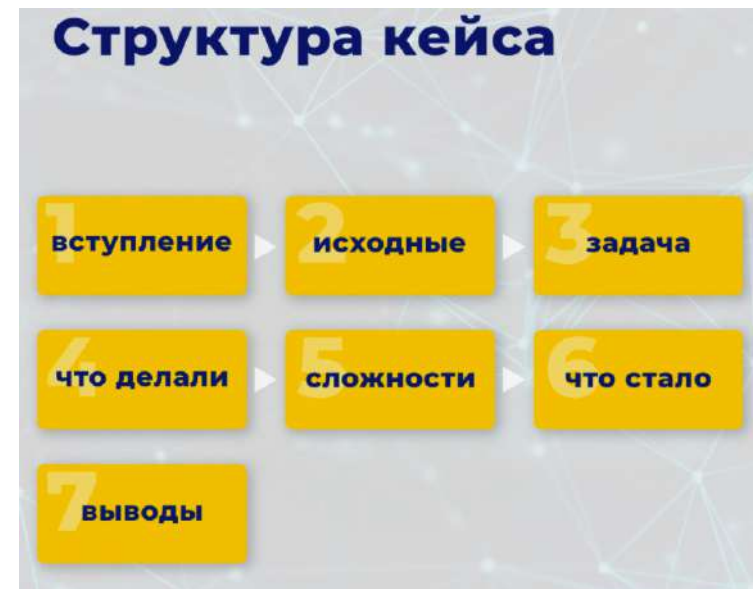 Структура кейса
1 вступление
2 исходные
3 задача
4 что делали
5 сложности
6 что стало
7 выводы